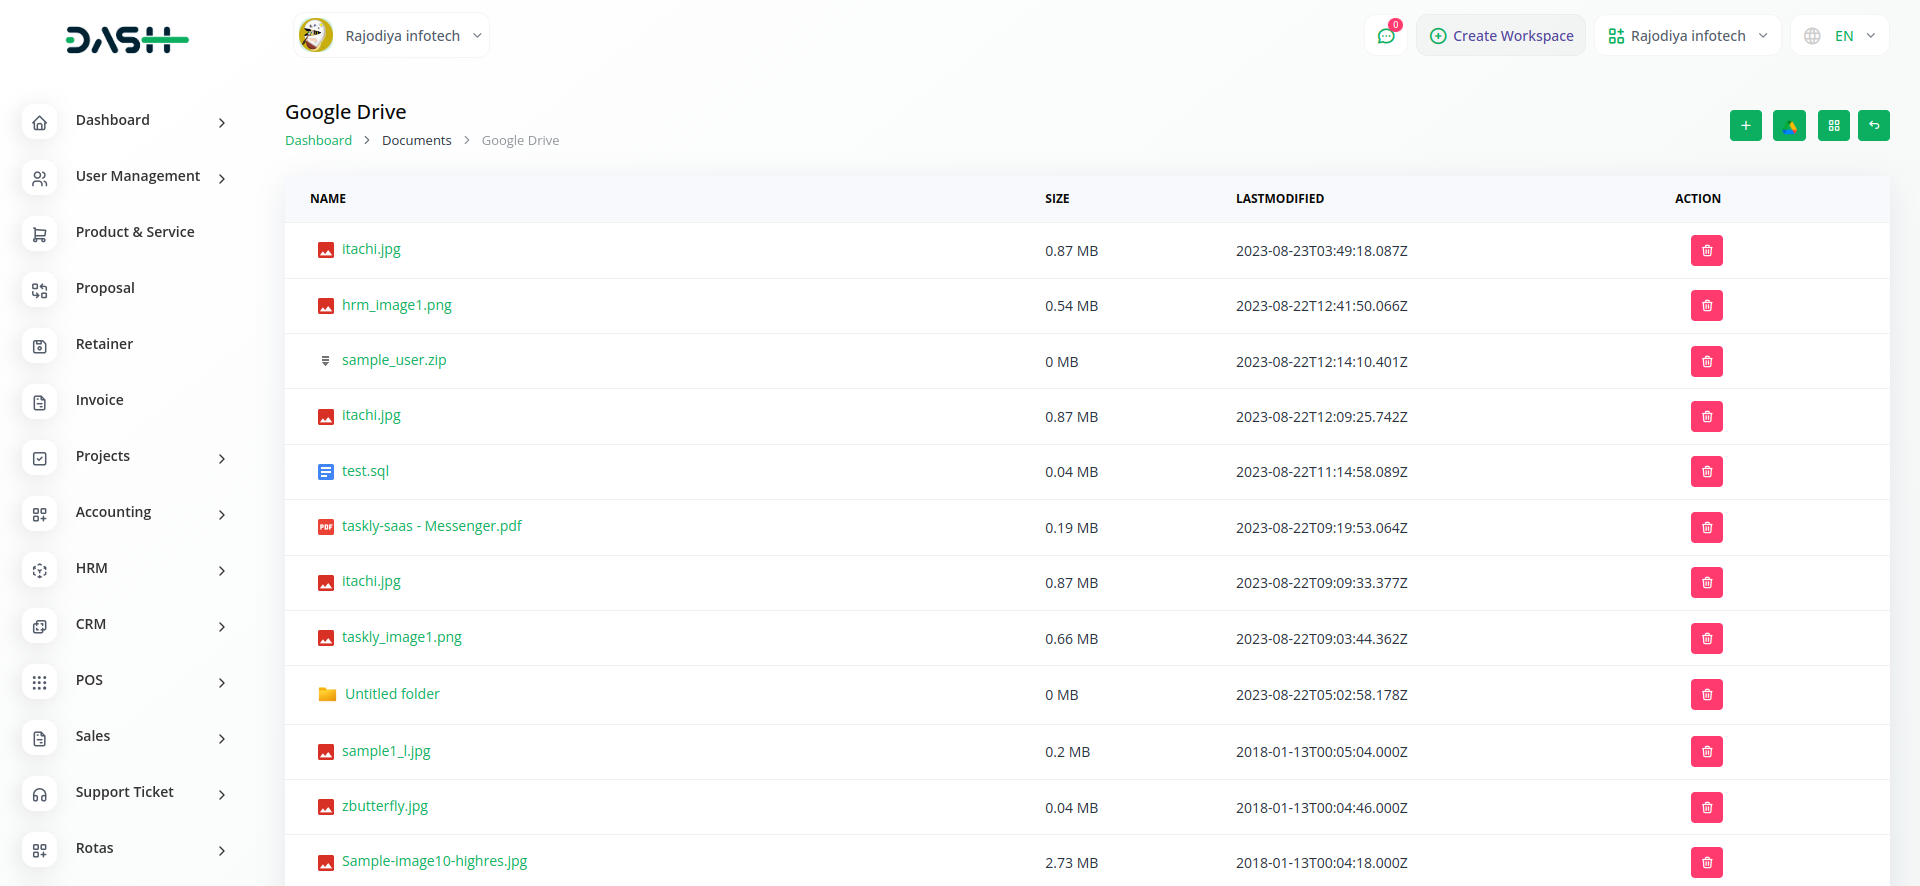 DASH
Rajodiya infotech
0
Create Workspace
Rajodiya infotech
EN
Dashboard
User Management
Product & Service
Proposal
Retainer
Invoice
Projects
Accounting
HRM
CRM
POS
Sales
Support Ticket
Rotas
Google Drive
Dashboard > Documents > Google Drive
NAME SIZE LASTMODIFIED ACTION
itachi.jpg 0.87 MB 2023-08-23T03:49:18.087Z
hrm_image1.png 0.54 MB 2023-08-22T12:41:50.066Z
sample_user.zip 0 MB 2023-08-22T12:14:10.401Z
itachi.jpg 0.87 MB 2023-08-22T12:09:25.742Z
test.sql 0.04 MB 2023-08-22T11:14:58.089Z
PDF taskly-saas - Messenger.pdf 0.19 MB 2023-08-22T09:19:53.064Z
itachi.jpg 0.87 MB 2023-08-22T09:09:33.377Z
taskly_image1.png 0.66 MB 2023-08-22T09:03:44.362Z
Untitled folder 0 MB 2023-08-22T05:02:58.178Z
sample1_l.jpg 0.2 MB 2018-01-13T00:05:04.000Z
zbutterfly.jpg 0.04 MB 2018-01-13T00:04:46.000Z
Sample-image10-highres.jpg 2.73 MB 2018-01-13T00:04:18.000Z